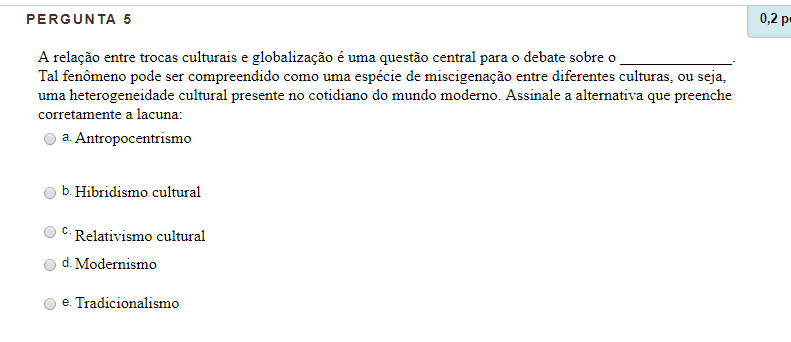 PERGUNTA 5
0,2 p
A relação entre trocas culturais e globalização é uma questão central para o debate sobre o _______________.
Tal fenômeno pode ser compreendido como uma espécie de miscigenação entre diferentes culturas, ou seja,
uma heterogeneidade cultural presente no cotidiano do mundo moderno. Assinale a alternativa que preenche
corretamente a lacuna:
a. Antropocentrismo
b. Hibridismo cultural
c. Relativismo cultural
d. Modernismo
e. Tradicionalismo